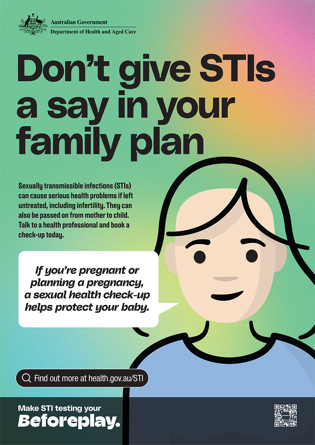 Australian Government
Department of Health and Aged Care
Don't give STIs
a say in your
family plan
Sexually transmissible infections (STIs)
can cause serious health problems if left
untreated, including infertility. They can
also be passed on from mother to child.
Talk to a health professional and book a
check-up today.
If you're pregnant or
planning a pregnancy,
a sexual health check-up
helps protect your baby.
Find out more at health.gov.au/STI
Make STI testing your
Beforeplay.